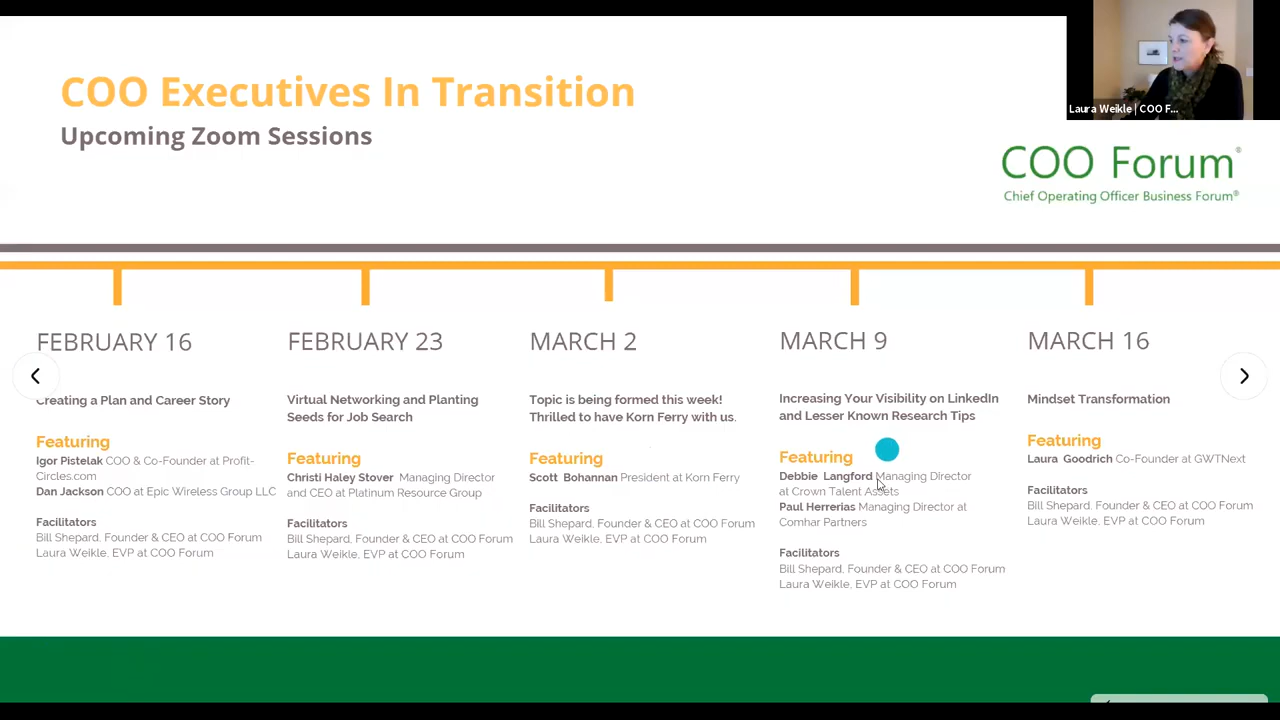 COO Executives In Transition
Upcoming Zoom Sessions
Laura Weikle | COO F...
COO Forum®
Chief Operating Officer Business Forum®
FEBRUARY 16
Creating a Plan and Career Story
Featuring
Igor Pistelak COO & Co-Founder at Profit-
Circles.com
Dan Jackson COO at Epic Wireless Group LLC
Facilitators
Bill Shepard, Founder & CEO at COO Forum
Laura Weikle, EVP at COO Forum
FEBRUARY 23
Virtual Networking and Planting
Seeds for Job Search
Featuring
Christi Haley Stover Managing Director
and CEO at Platinum Resource Group
Facilitators
Bill Shepard, Founder & CEO at COO Forum
Laura Weikle, EVP at COO Forum
MARCH 2
Topic is being formed this week!
Thrilled to have Korn Ferry with us.
Featuring
Scott Bohannan President at Korn Ferry
Facilitators
Bill Shepard, Founder & CEO at COO Forum
Laura Weikle, EVP at COO Forum
MARCH 9
Increasing Your Visibility on LinkedIn
and Lesser Known Research Tips
Featuring
Debbie Langford Managing Director
at Crown Talent Assets
Paul Herrerias Managing Director at
Comhar Partners
Facilitators
Bill Shepard, Founder & CEO at COO Forum
Laura Weikle, EVP at COO Forum
MARCH 16
Mindset Transformation
Featuring
Laura Goodrich Co-Founder at GWTNext
Facilitators
Bill Shepard, Founder & CEO at COO Forum
Laura Weikle, EVP at COO Forum